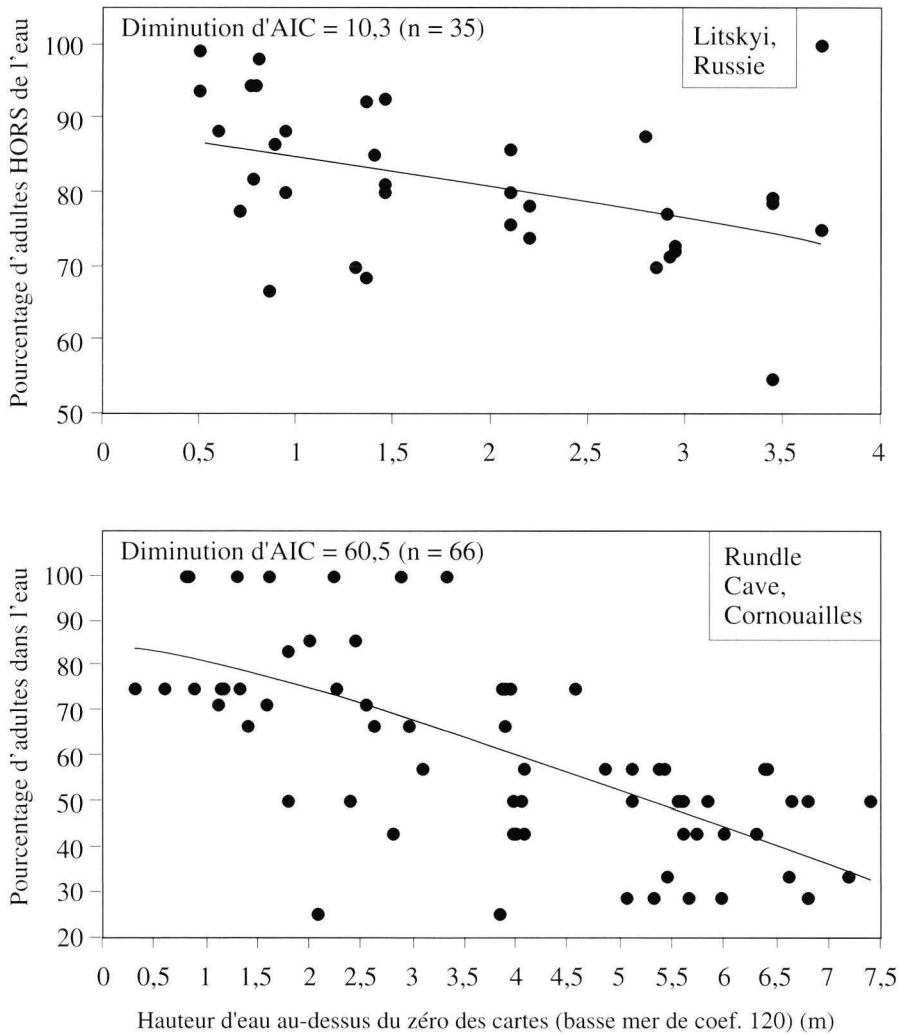 Diminution d'AIC = 10,3 (n = 35)
Litskyi,
Russie
Pourcentage d'adultes HORS de l'eau
100
90
80
70
60
50
0 0,5 1 1,5 2 2,5 3 3,5 4
Diminution d'AIC = 60,5 (n = 66)
Rundle
Cave,
Cornouailles
Pourcentage d'adultes dans l'eau
100
90
80
70
60
50
40
30
20
0 0,5 1 1,5 2 2,5 3 3,5 4 4,5 5 5,5 6 6,5 7 7,5
Hauteur d'eau au-dessus du zéro des cartes (basse mer de coef. 120) (m)